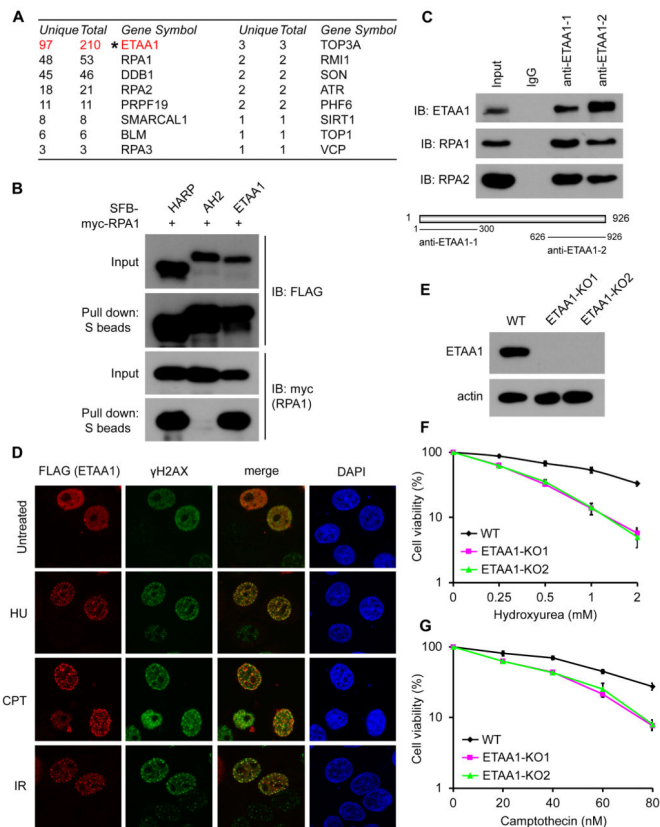 A
Unique Total Gene Symbol Unique Total Gene Symbol
97 210 *ETAA1 3 3 TOP3A
48 53 RPA1 2 2 RMI1
45 46 DDB1 2 2 SON
18 21 RPA2 2 2 ATR
11 11 PRPF19 2 2 PHF6
8 8 SMARCAL1 1 1 SIRT1
6 6 BLM 1 1 TOP1
3 3 RPA3 1 1 VCP
B
SFB- HARP AH2 ETAA1
myc-RPA1 + + +
Input
Pull down:
S beads
IB: FLAG
Input
Pull down:
S beads
IB: myc
(RPA1)
C
Input IgG anti-ETAA1-1 anti-ETAA1-2
IB: ETAA1
IB: RPA1
IB: RPA2
1 926
1 300 626 926
anti-ETAA1-1 anti-ETAA1-2
D
FLAG (ETAA1) γH2AX merge DAPI
Untreated
HU
CPT
IR
E
WT ETAA1-KO1 ETAA1-KO2
ETAA1
actin
F
Cell viability (%)
100
10
1
WT
ETAA1-KO1
ETAA1-KO2
0 0.25 0.5 1 2
Hydroxyurea (mM)
G
Cell viability (%)
100
10
1
WT
ETAA1-KO1
ETAA1-KO2
0 20 40 60 80
Camptothecin (nM)